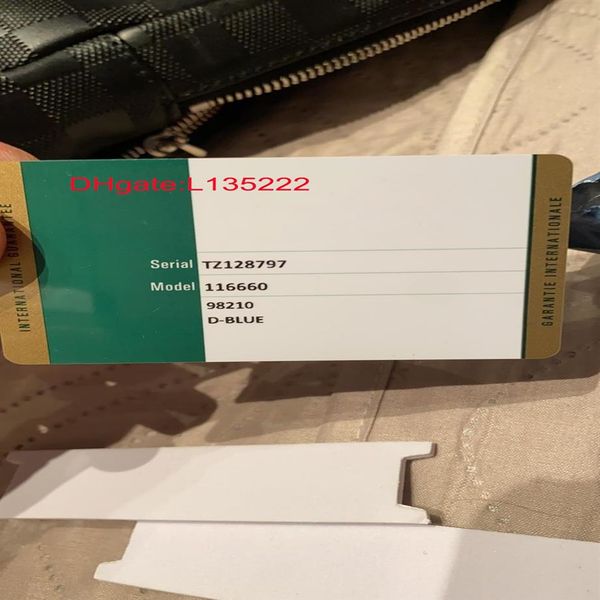 DHgate:L135222
INTERNATIONAL GUARANTEE
Serial TZ128797
Model 116660
98210
D-BLUE
GARANTIE INTERNATIONALE